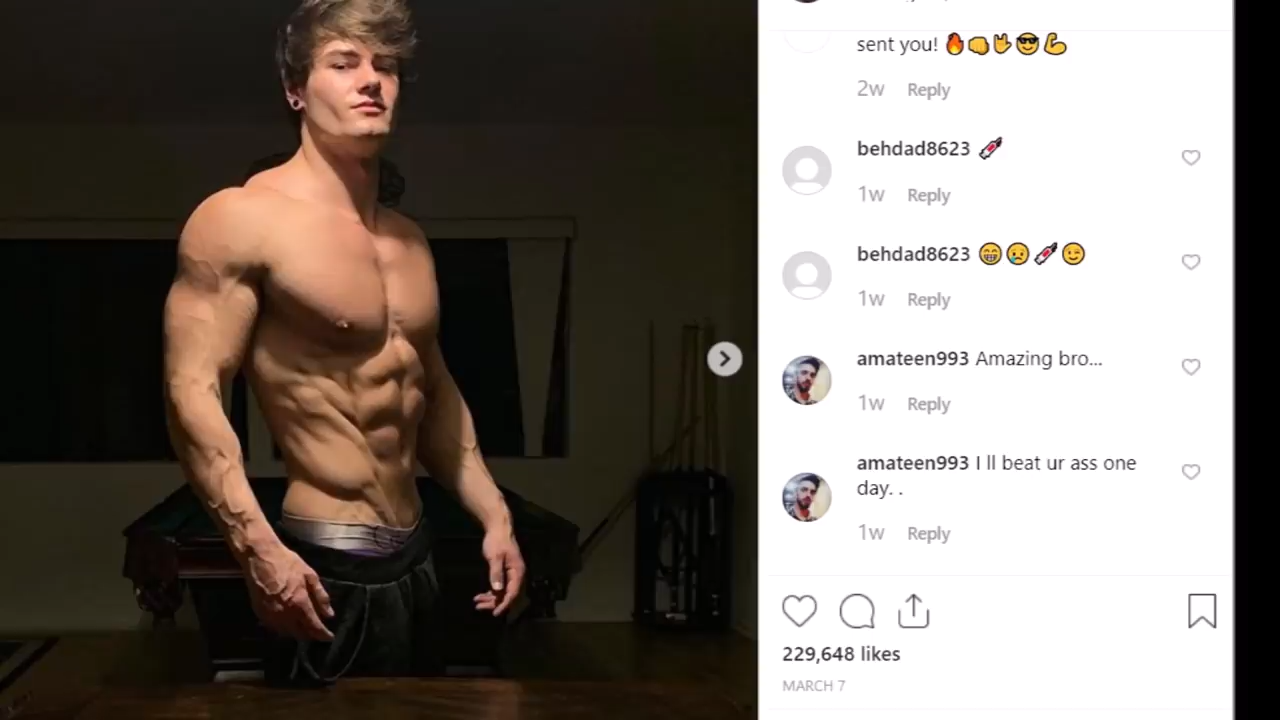 sent you! 🔥👊🤟😎💪
2w Reply
behdad8623 💉
1w Reply
behdad8623 😁😢💉😉
1w Reply
amateen993 Amazing bro...
1w Reply
amateen993 I ll beat ur ass one
day. .
1w Reply
229,648 likes
MARCH 7